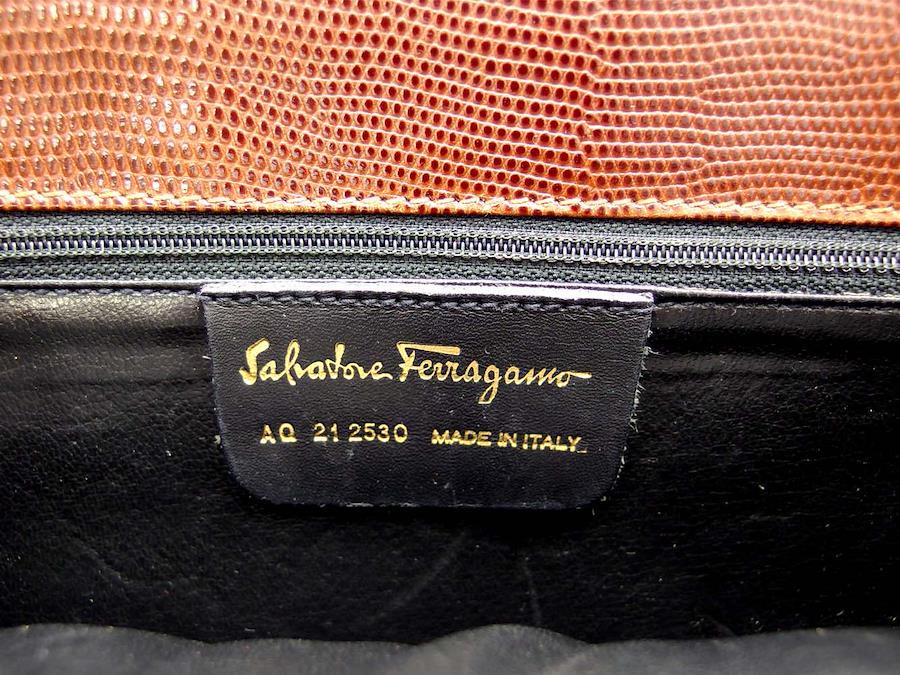 Salvatore Ferragamo
AQ 21 2530 MADE IN ITALY